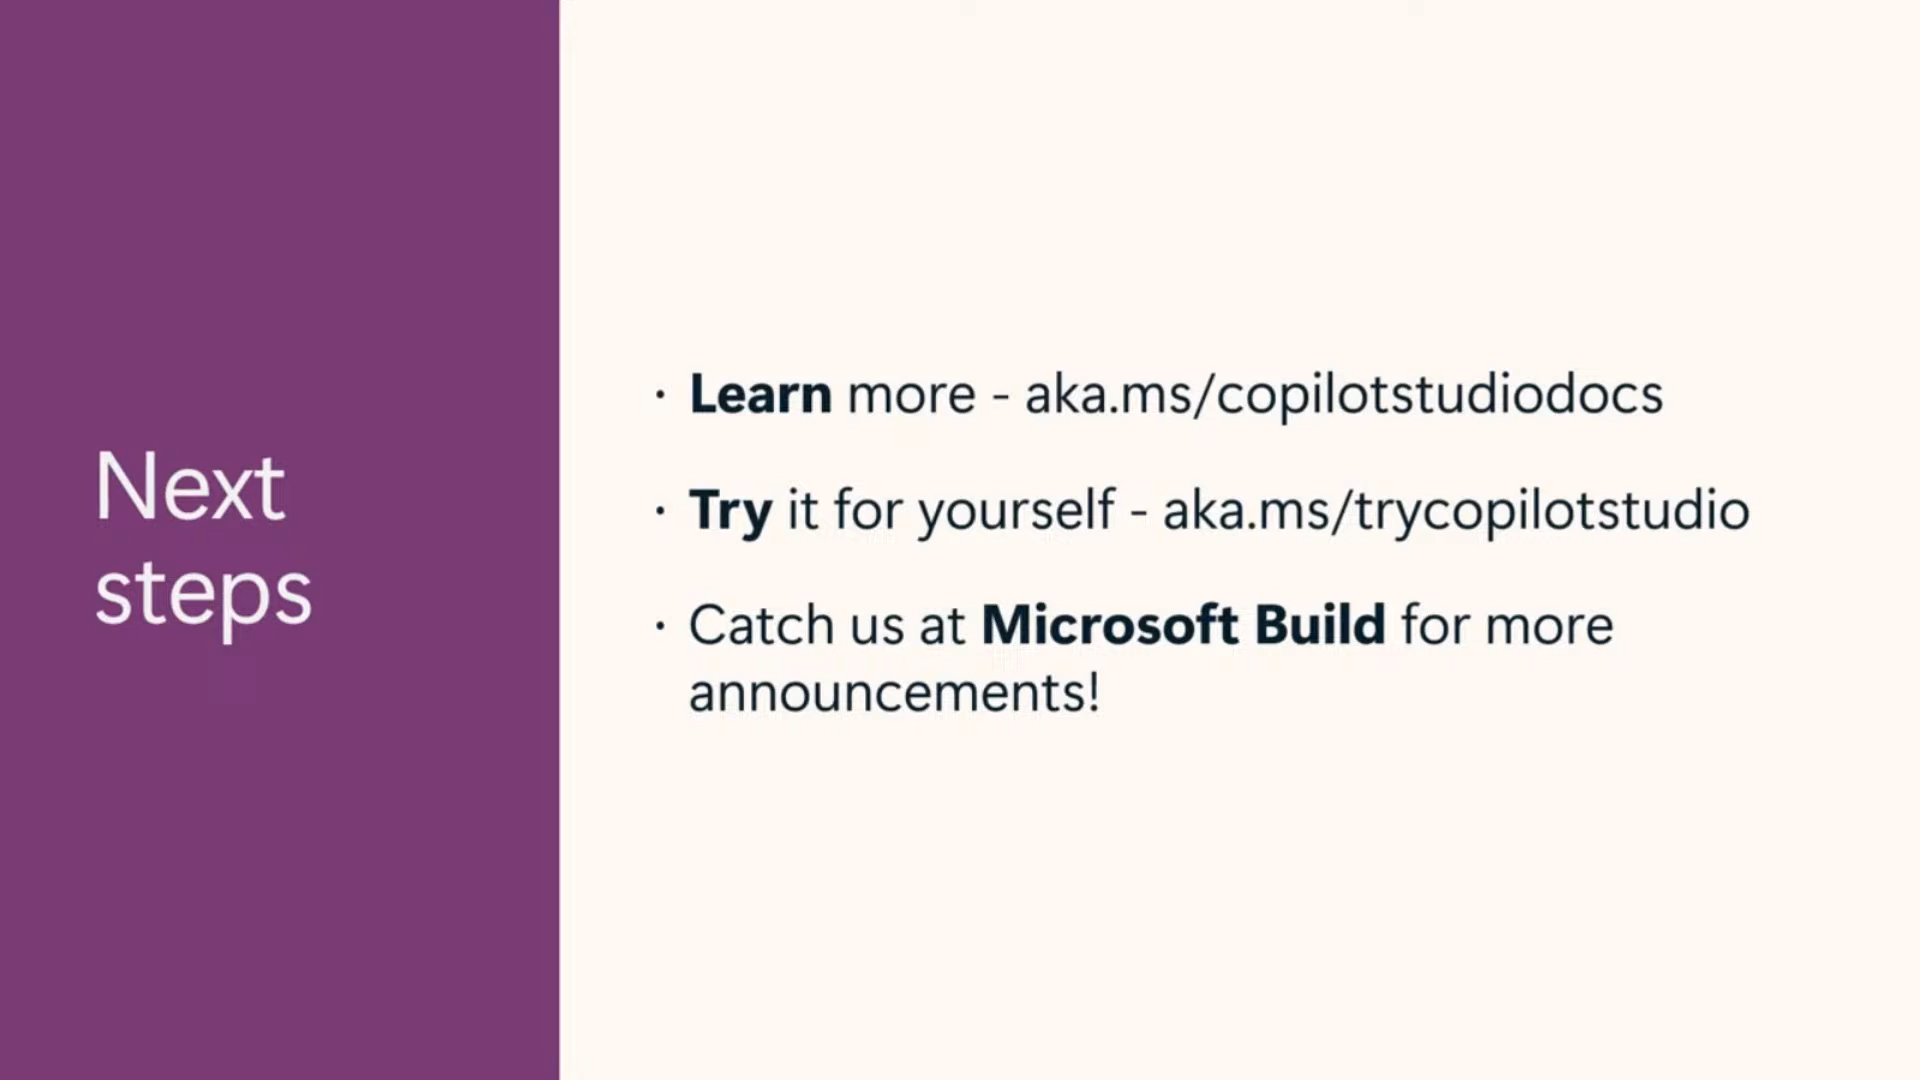 Next
steps
· Learn more - aka.ms/copilotstudiodocs
· Try it for yourself - aka.ms/trycopilotstudio
· Catch us at Microsoft Build for more
announcements!